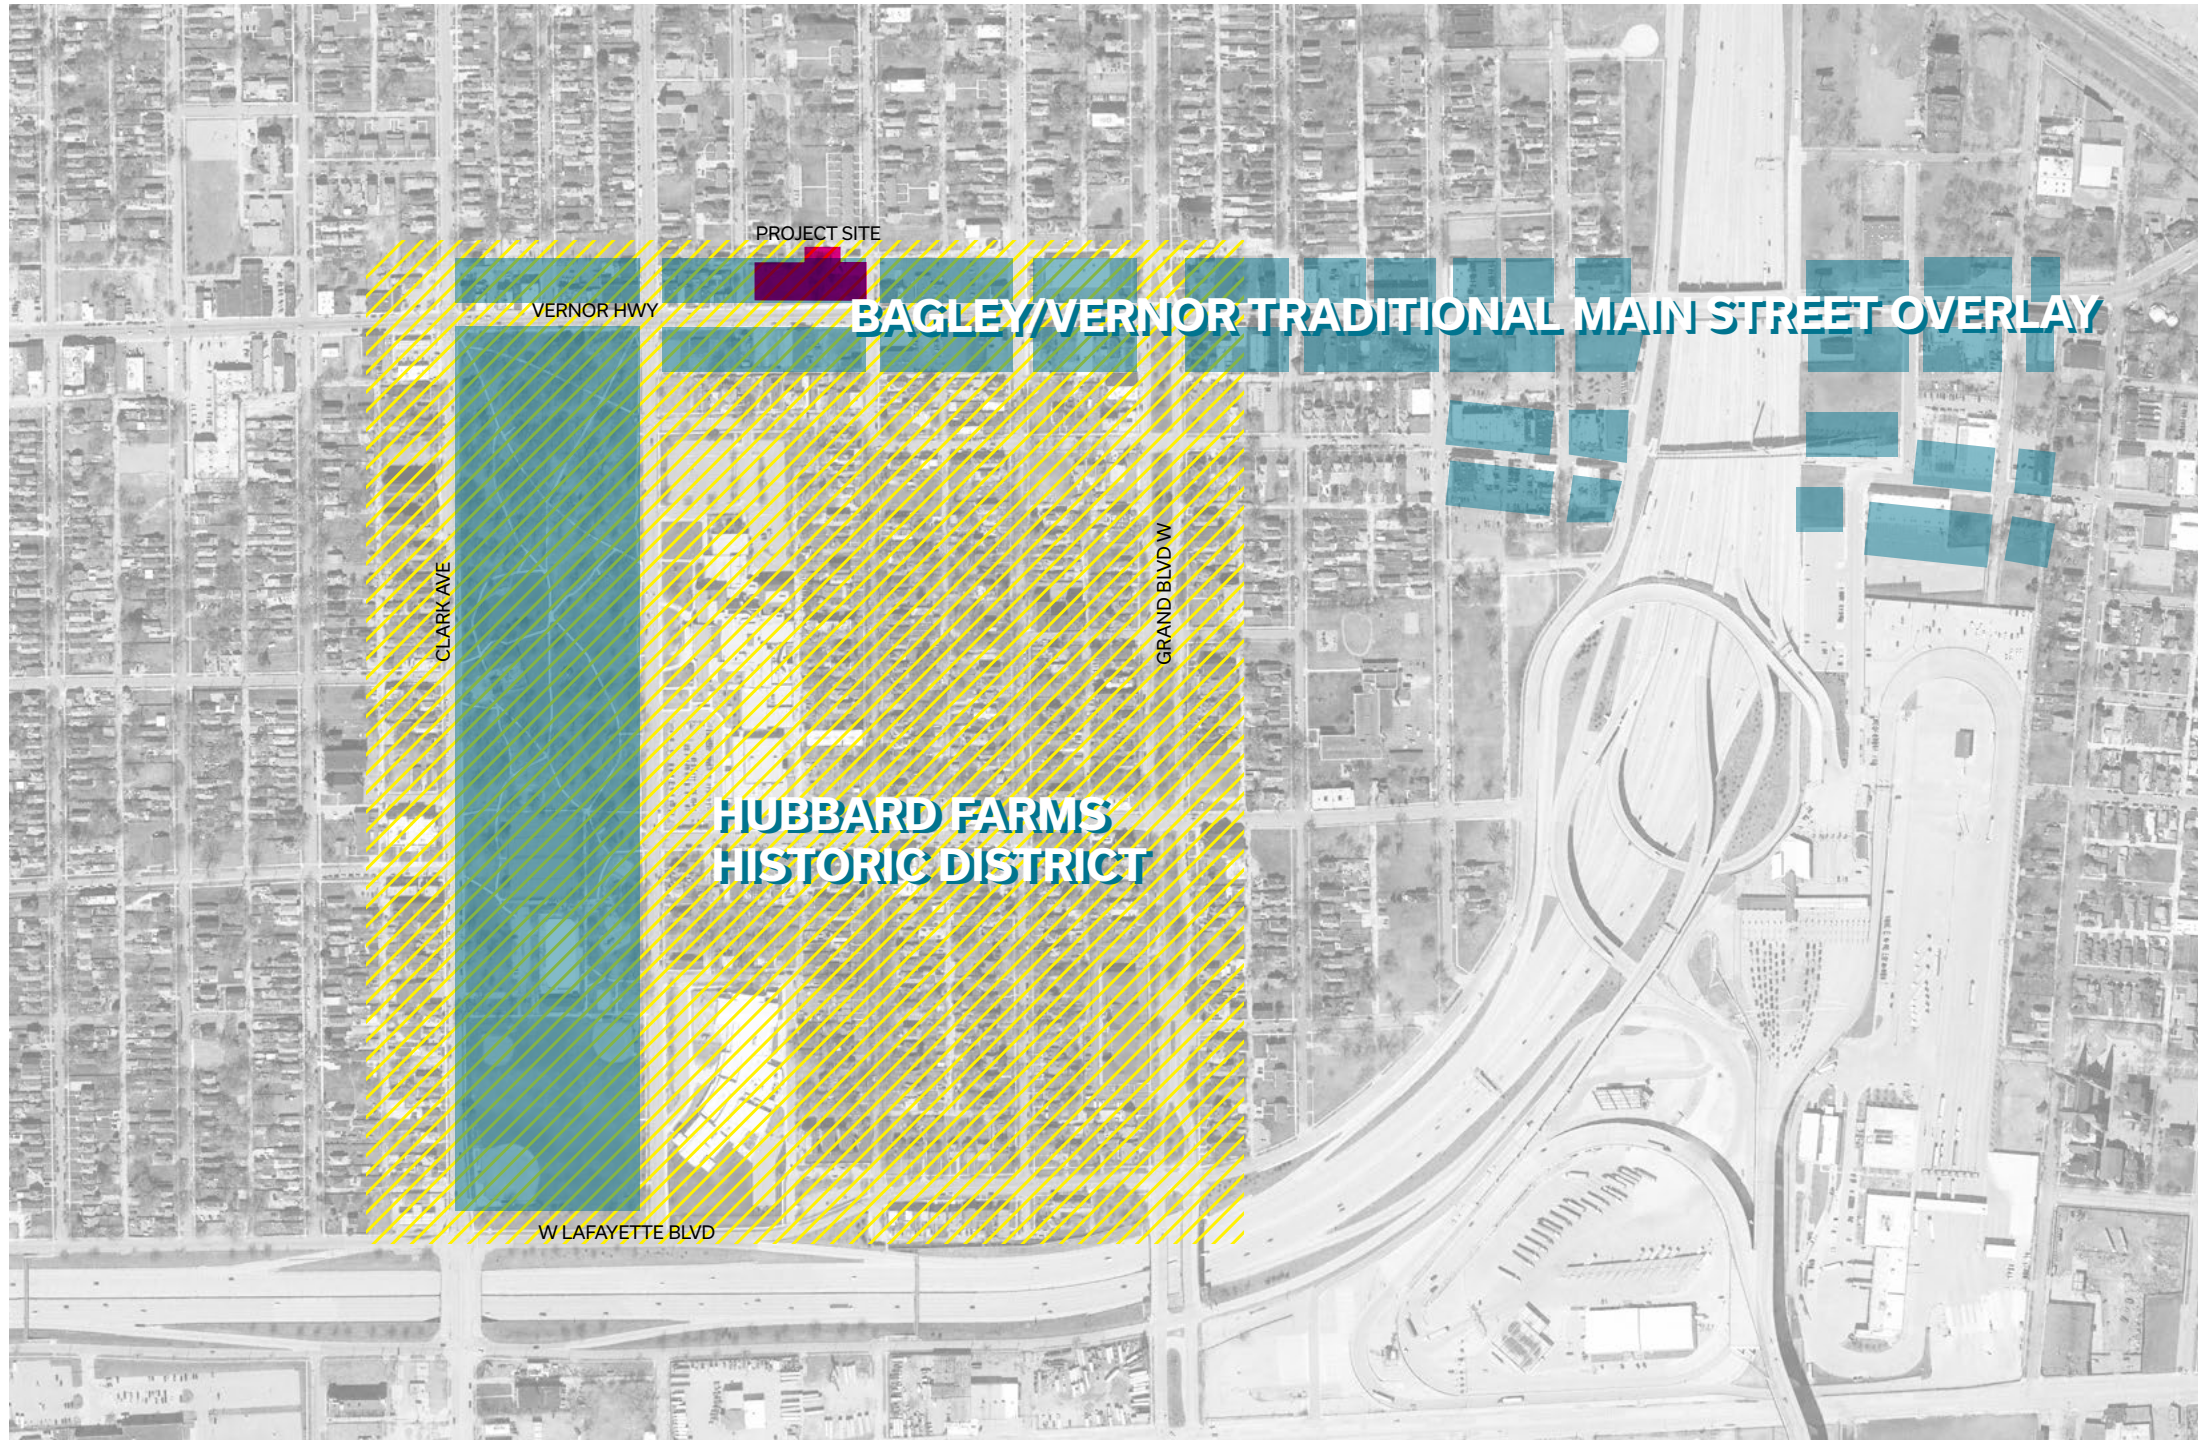 PROJECT SITE
VERNOR HWY
BAGLEY/VERNOR TRADITIONAL MAIN STREET OVERLAY
CLARK AVE
GRAND BLVD W
HUBBARD FARMS
HISTORIC DISTRICT
W LAFAYETTE BLVD